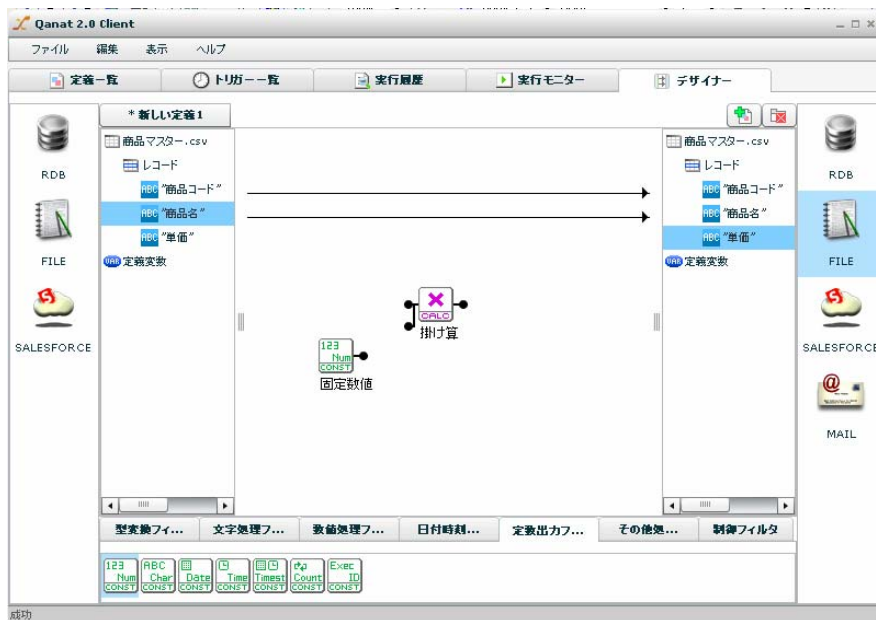 Qanat 2.0 Client
ファイル 編集 表示 ヘルプ
定義一覧 トリガー一覧 実行履歴 実行モニター デザイナー
* 新しい定義1
RDB
FILE
SALESFORCE
商品マスター.csv
レコード
ABC "商品コード"
ABC "商品名"
ABC "単価"
VAR 定義変数
CALC
掛け算
123
Num
CONST
固定数値
商品マスター.csv
レコード
ABC "商品コード"
ABC "商品名"
ABC "単価"
VAR 定義変数
RDB
FILE
SALESFORCE
MAIL
型変換フィ... 文字処理フ... 数値処理フ... 日付時刻... 定数出力フ... その他処... 制御フィルタ
123 Num CONST
ABC Char CONST
Date CONST
Time CONST
Timest CONST
Count CONST
Exec ID CONST
成功